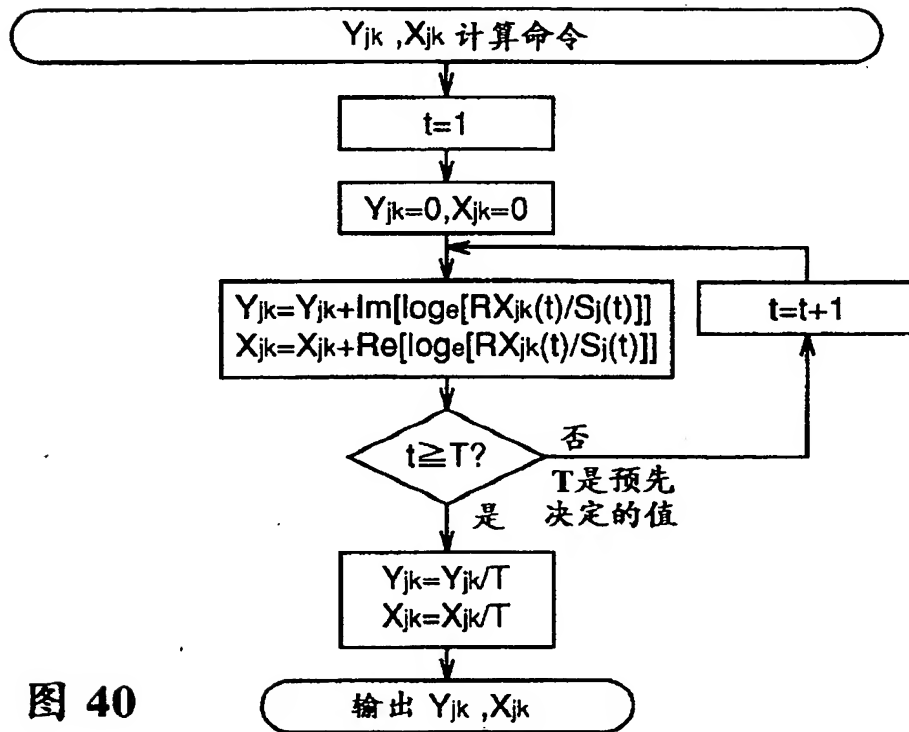 Yjk ,Xjk 计算命令
t=1
Yjk=0,Xjk=0
Yjk=Yjk+Im[loge[RXjk(t)/Sj(t)]]
Xjk=Xjk+Re[loge[RXjk(t)/Sj(t)]]
t=t+1
t≧T?
否
T是预先
决定的值
是
Yjk=Yjk/T
Xjk=Xjk/T
输出 Yjk ,Xjk
图 40